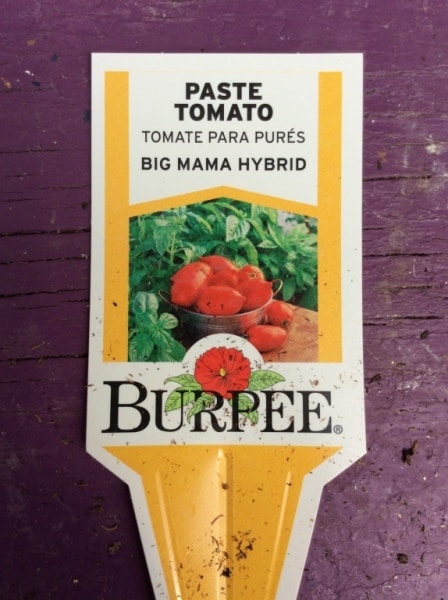 PASTE
TOMATO
TOMATE PARA PURÉS
BIG MAMA HYBRID
BURPEE®